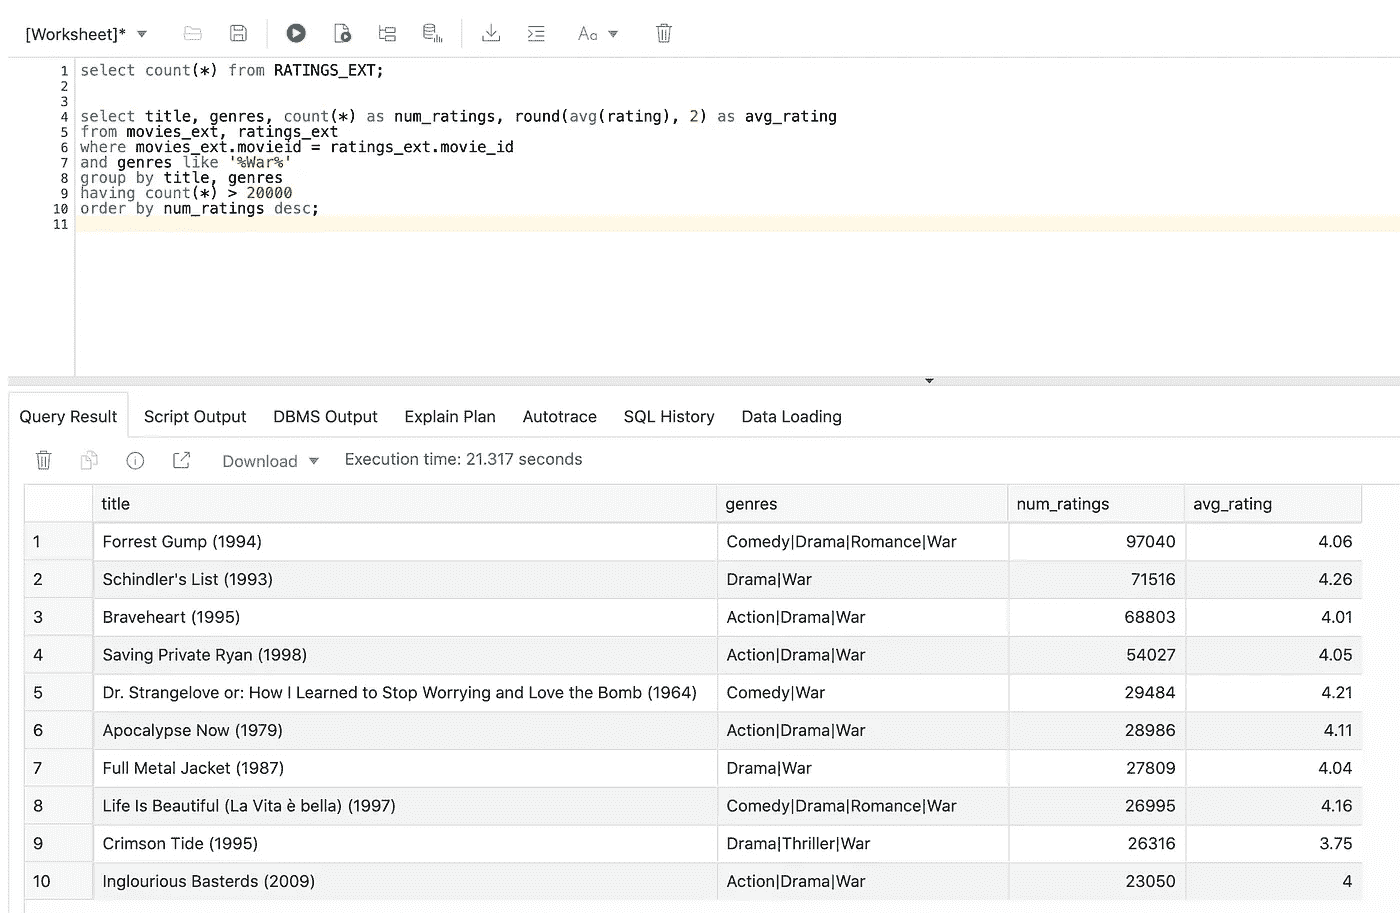 [Worksheet]* Aa
1 select count(*) from RATINGS_EXT;
2
3
4 select title, genres, count(*) as num_ratings, round(avg(rating), 2) as avg_rating
5 from movies_ext, ratings_ext
6 where movies_ext.movieid = ratings_ext.movie_id
7 and genres like '%War%'
8 group by title, genres
9 having count(*) > 20000
10 order by num_ratings desc;
11
Query Result Script Output DBMS Output Explain Plan Autotrace SQL History Data Loading
Download Execution time: 21.317 seconds
title genres num_ratings avg_rating
1 Forrest Gump (1994) Comedy|Drama|Romance|War 97040 4.06
2 Schindler's List (1993) Drama|War 71516 4.26
3 Braveheart (1995) Action|Drama|War 68803 4.01
4 Saving Private Ryan (1998) Action|Drama|War 54027 4.05
5 Dr. Strangelove or: How I Learned to Stop Worrying and Love the Bomb (1964) Comedy|War 29484 4.21
6 Apocalypse Now (1979) Action|Drama|War 28986 4.11
7 Full Metal Jacket (1987) Drama|War 27809 4.04
8 Life Is Beautiful (La Vita è bella) (1997) Comedy|Drama|Romance|War 26995 4.16
9 Crimson Tide (1995) Drama|Thriller|War 26316 3.75
10 Inglourious Basterds (2009) Action|Drama|War 23050 4